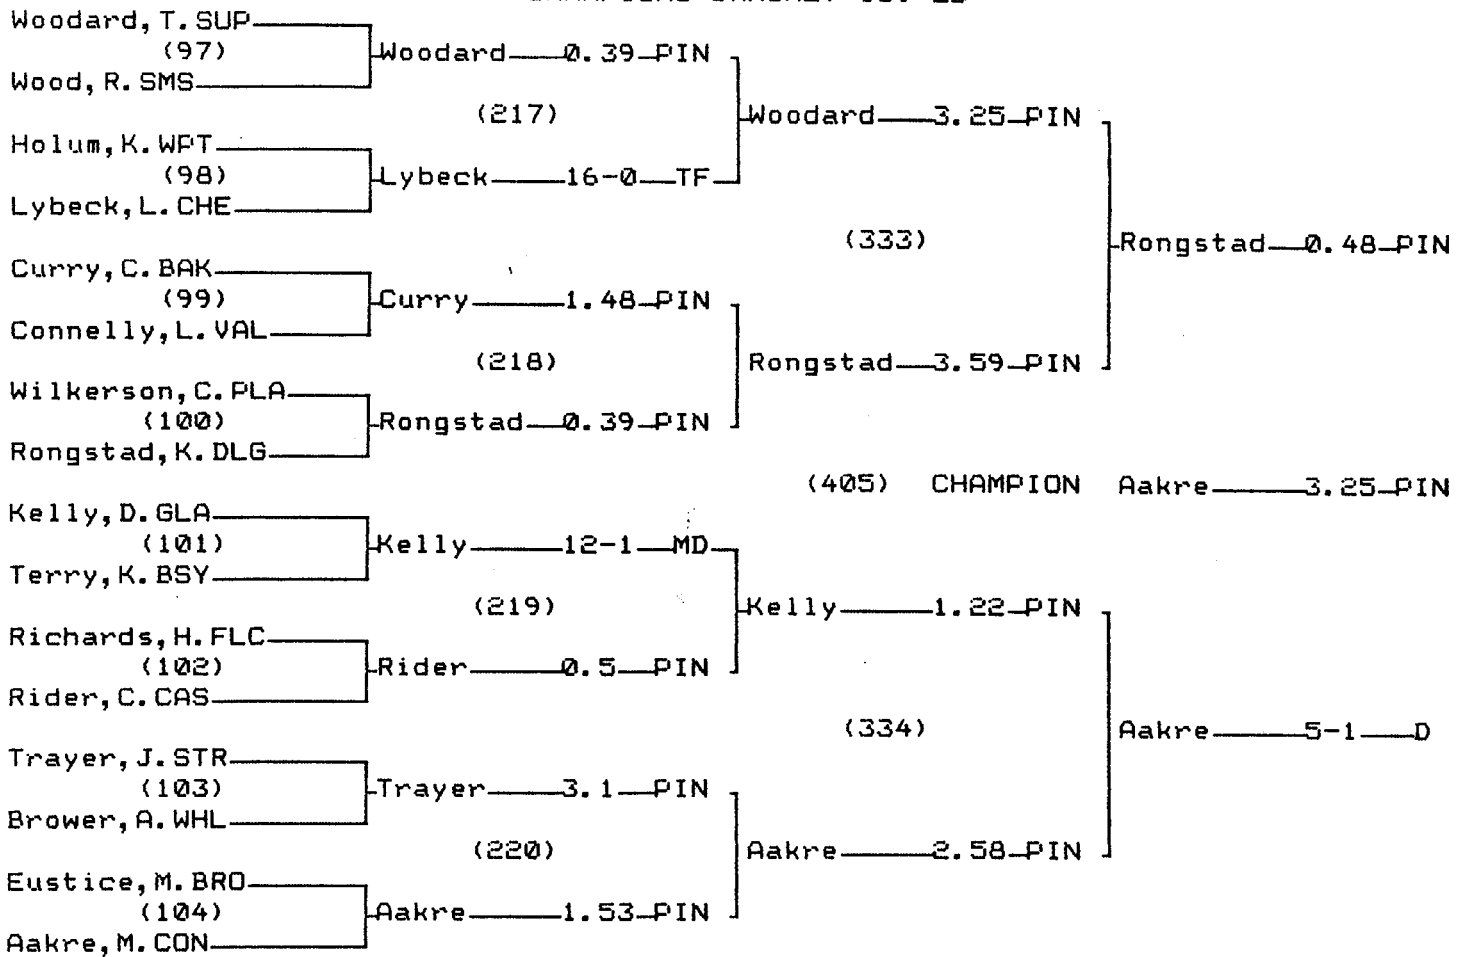 Woodard, T. SUP
(97) Woodard 0.39 PIN
Wood, R. SMS
(217) Woodard 3.25 PIN
Holum, K. WPT
(98) Lybeck 16-0 TF
Lybeck, L. CHE
(333) Rongstad 0.48 PIN
Curry, C. BAK
(99) Curry 1.48 PIN
Connelly, L. VAL
(218) Rongstad 3.59 PIN
Wilkerson, C. PLA
(100) Rongstad 0.39 PIN
Rongstad, K. DLG
(405) CHAMPION Aakre 3.25 PIN
Kelly, D. GLA
(101) Kelly 12-1 MD
Terry, K. BSY
(219) Kelly 1.22 PIN
Richards, H. FLC
(102) Rider 0.5 PIN
Rider, C. CAS
(334) Aakre 5-1 D
Trayer, J. STR
(103) Trayer 3.1 PIN
Brower, A. WHL
(220) Aakre 2.58 PIN
Eustice, M. BRO
(104) Aakre 1.53 PIN
Aakre, M. CON